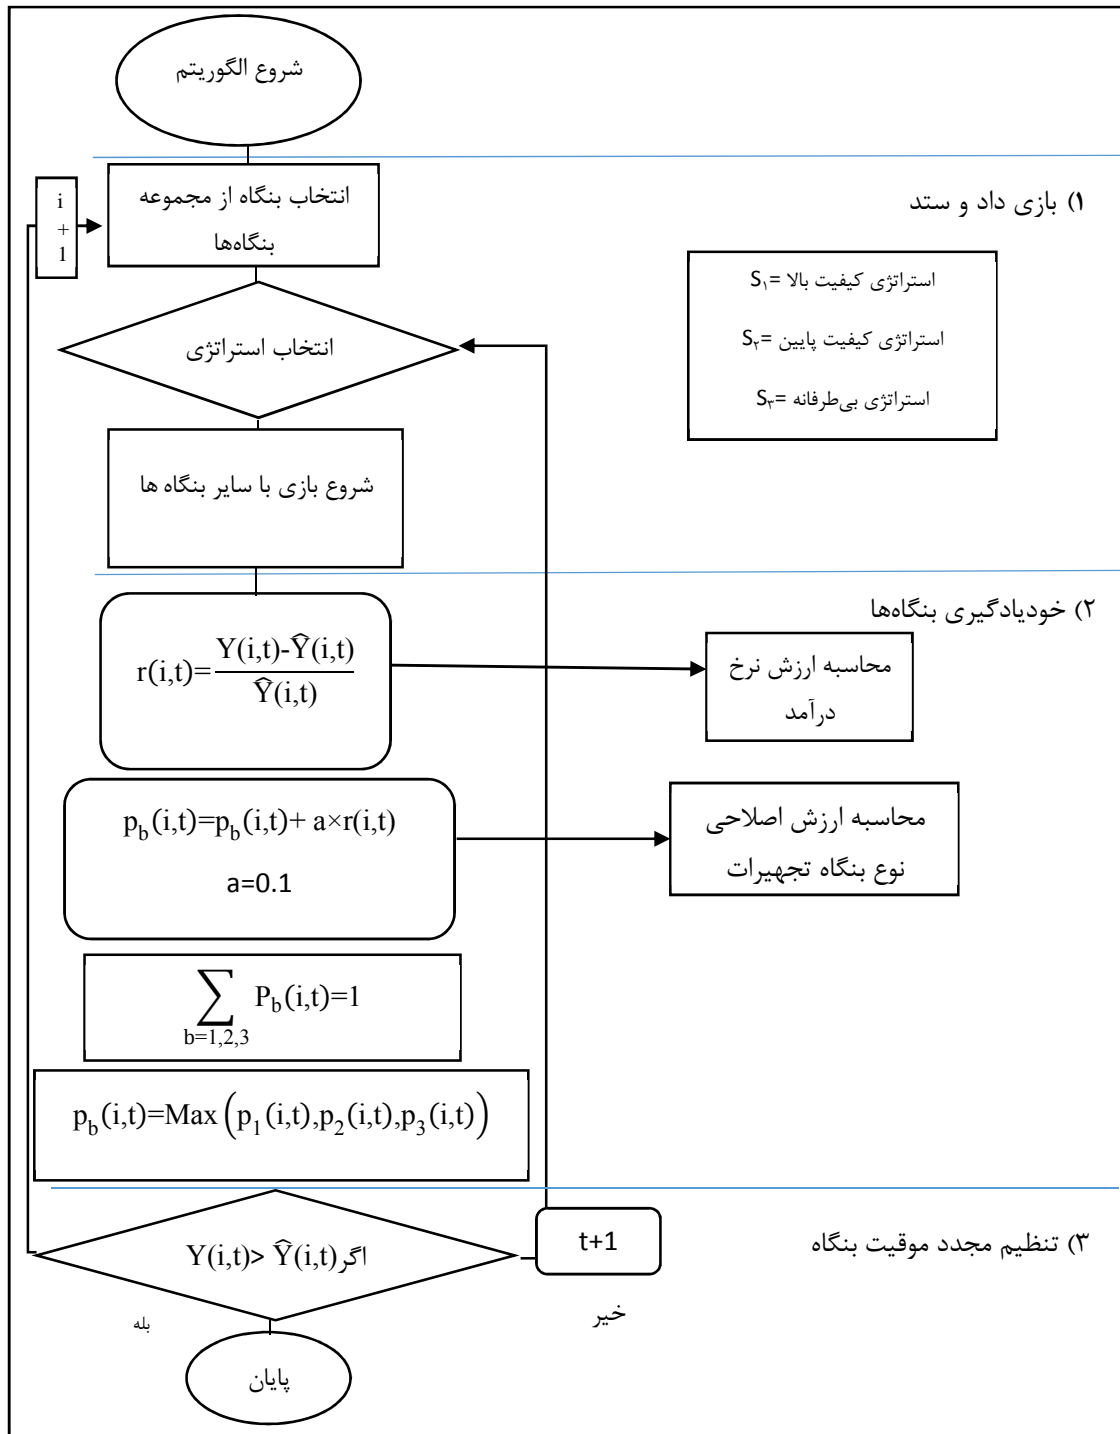 شروع الگوریتم
i
+
1
انتخاب بنگاه از مجموعه
بنگاه‌ها
۱) بازی داد و ستد
استراتژی کیفیت بالا =S۱
استراتژی کیفیت پایین =S۲
استراتژی بی‌طرفانه =S۳
انتخاب استراتژی
شروع بازی با سایر بنگاه ها
۲) خودیادگیری بنگاه‌ها
r(i,t)=Y(i,t)-Ŷ(i,t)
Ŷ(i,t)
محاسبه ارزش نرخ
درآمد
p_b(i,t)=p_b(i,t)+ a×r(i,t)
a=0.1
محاسبه ارزش اصلاحی
نوع بنگاه تجهیرات
∑ P_b(i,t)=1
b=1,2,3
p_b(i,t)=Max(p_1(i,t),p_2(i,t),p_3(i,t))
۳) تنظیم مجدد موقیت بنگاه
اگر Y(i,t)> Ŷ(i,t)
t+1
خیر
بله
پایان